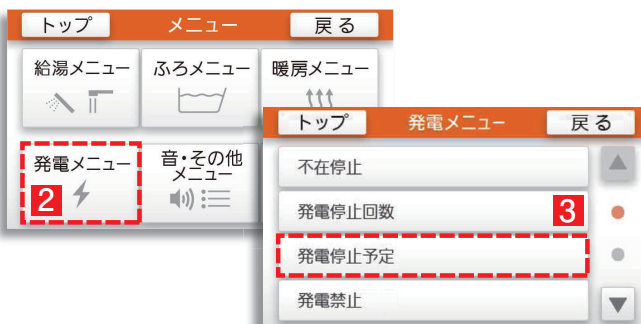 トップ メニュー 戻る
給湯メニュー ふろメニュー 暖房メニュー
発電メニュー 音・その他
メニュー
2
トップ 発電メニュー 戻る
不在停止
発電停止回数 3
発電停止予定
発電禁止